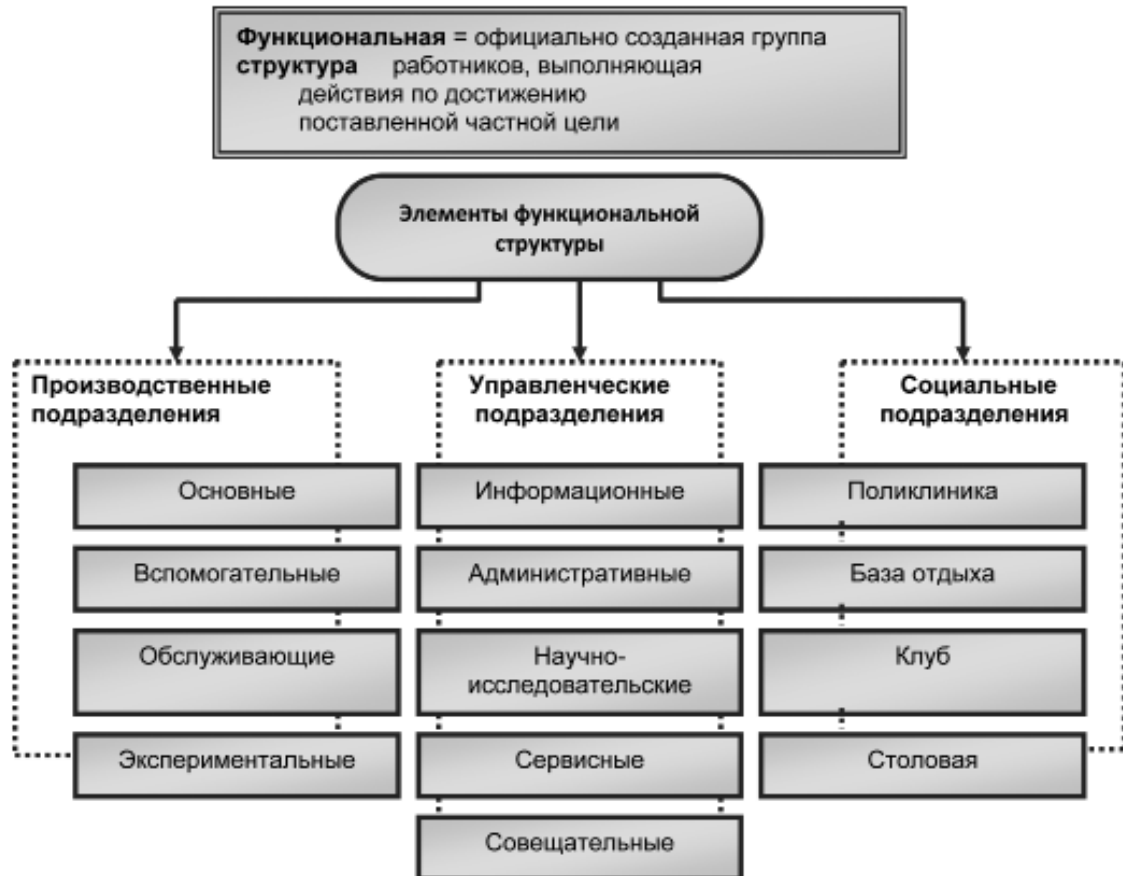 Функциональная = официально созданная группа
структура работников, выполняющая
действия по достижению
поставленной частной цели
Элементы функциональной
структуры
Производственные
подразделения
Основные
Вспомогательные
Обслуживающие
Экспериментальные
Управленческие
подразделения
Информационные
Административные
Научно-
исследовательские
Сервисные
Совещательные
Социальные
подразделения
Поликлиника
База отдыха
Клуб
Столовая